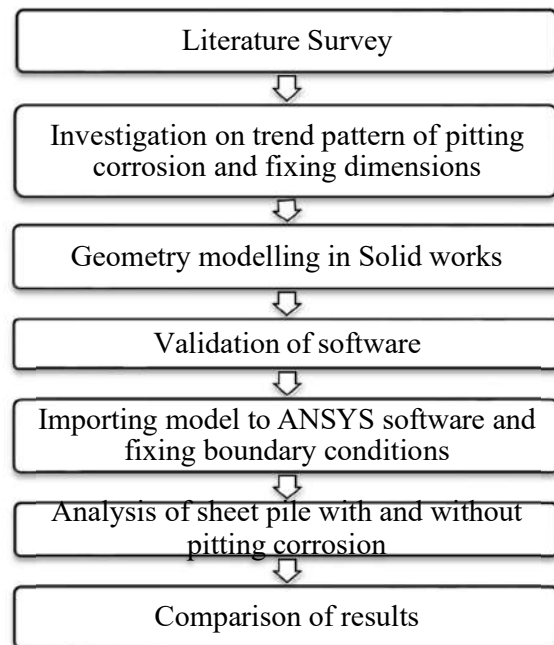 Literature Survey
Investigation on trend pattern of pitting
corrosion and fixing dimensions
Geometry modelling in Solid works
Validation of software
Importing model to ANSYS software and
fixing boundary conditions
Analysis of sheet pile with and without
pitting corrosion
Comparison of results